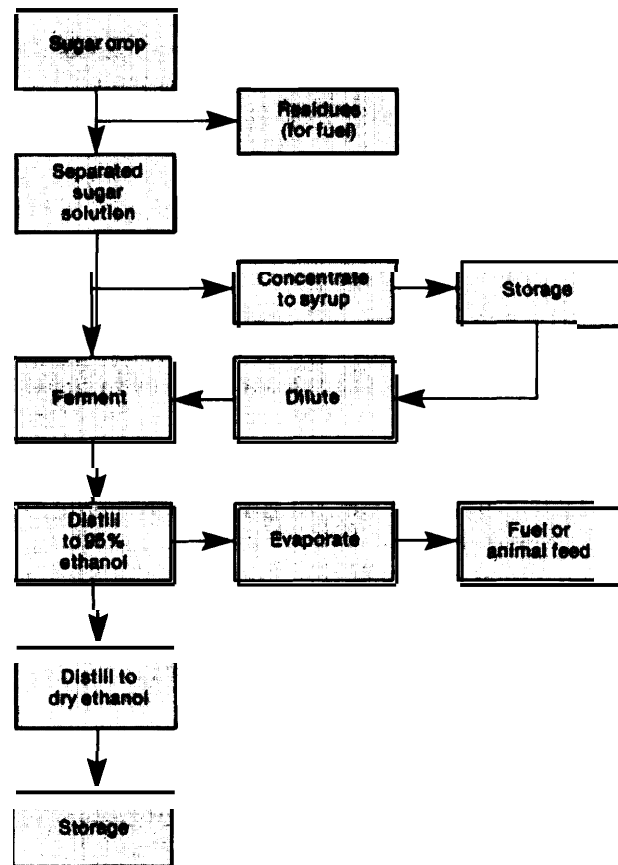 Sugar crop
Residues
(for fuel)
Separated
sugar
solution
Concentrate
to syrup
Storage
Ferment
Dilute
Distill
to 95%
ethanol
Evaporate
Fuel or
animal feed
Distill to
dry ethanol
Storage